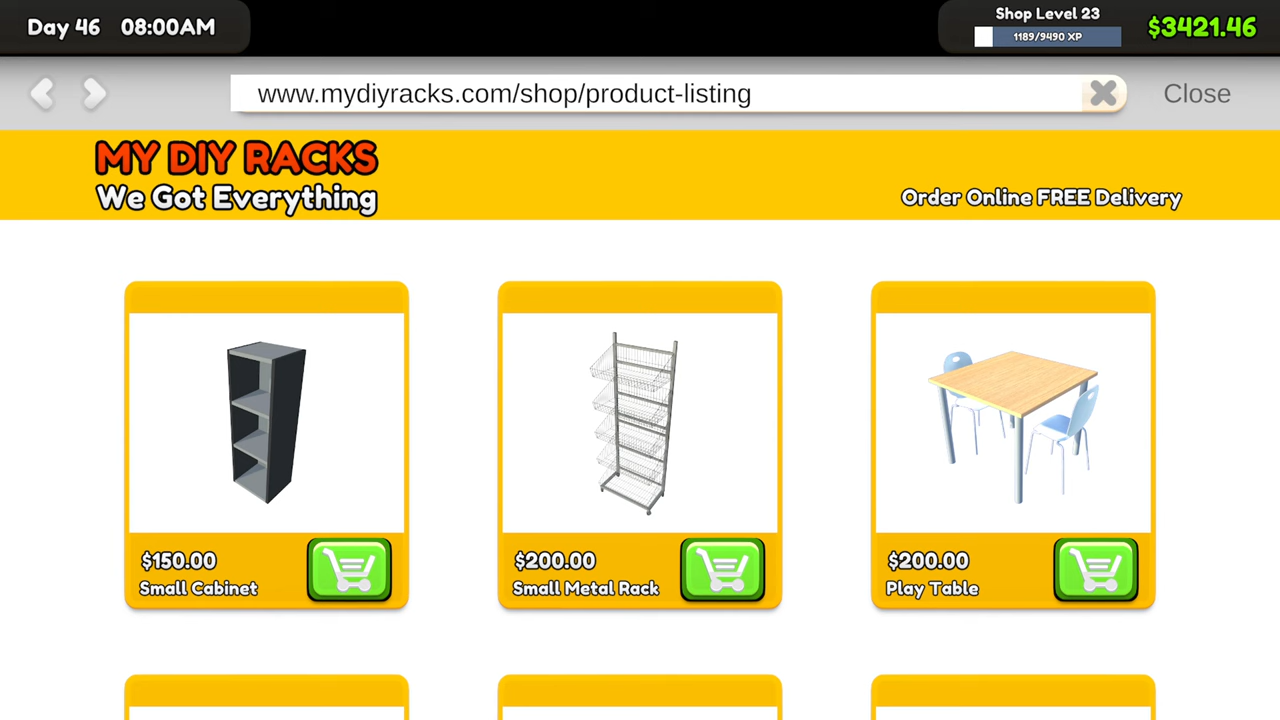 Day 46 08:00AM
Shop Level 23
1189/9490 XP
$3421.46
www.mydiyracks.com/shop/product-listing
Close
MY DIY RACKS
We Got Everything
Order Online FREE Delivery
$150.00
Small Cabinet
$200.00
Small Metal Rack
$200.00
Play Table